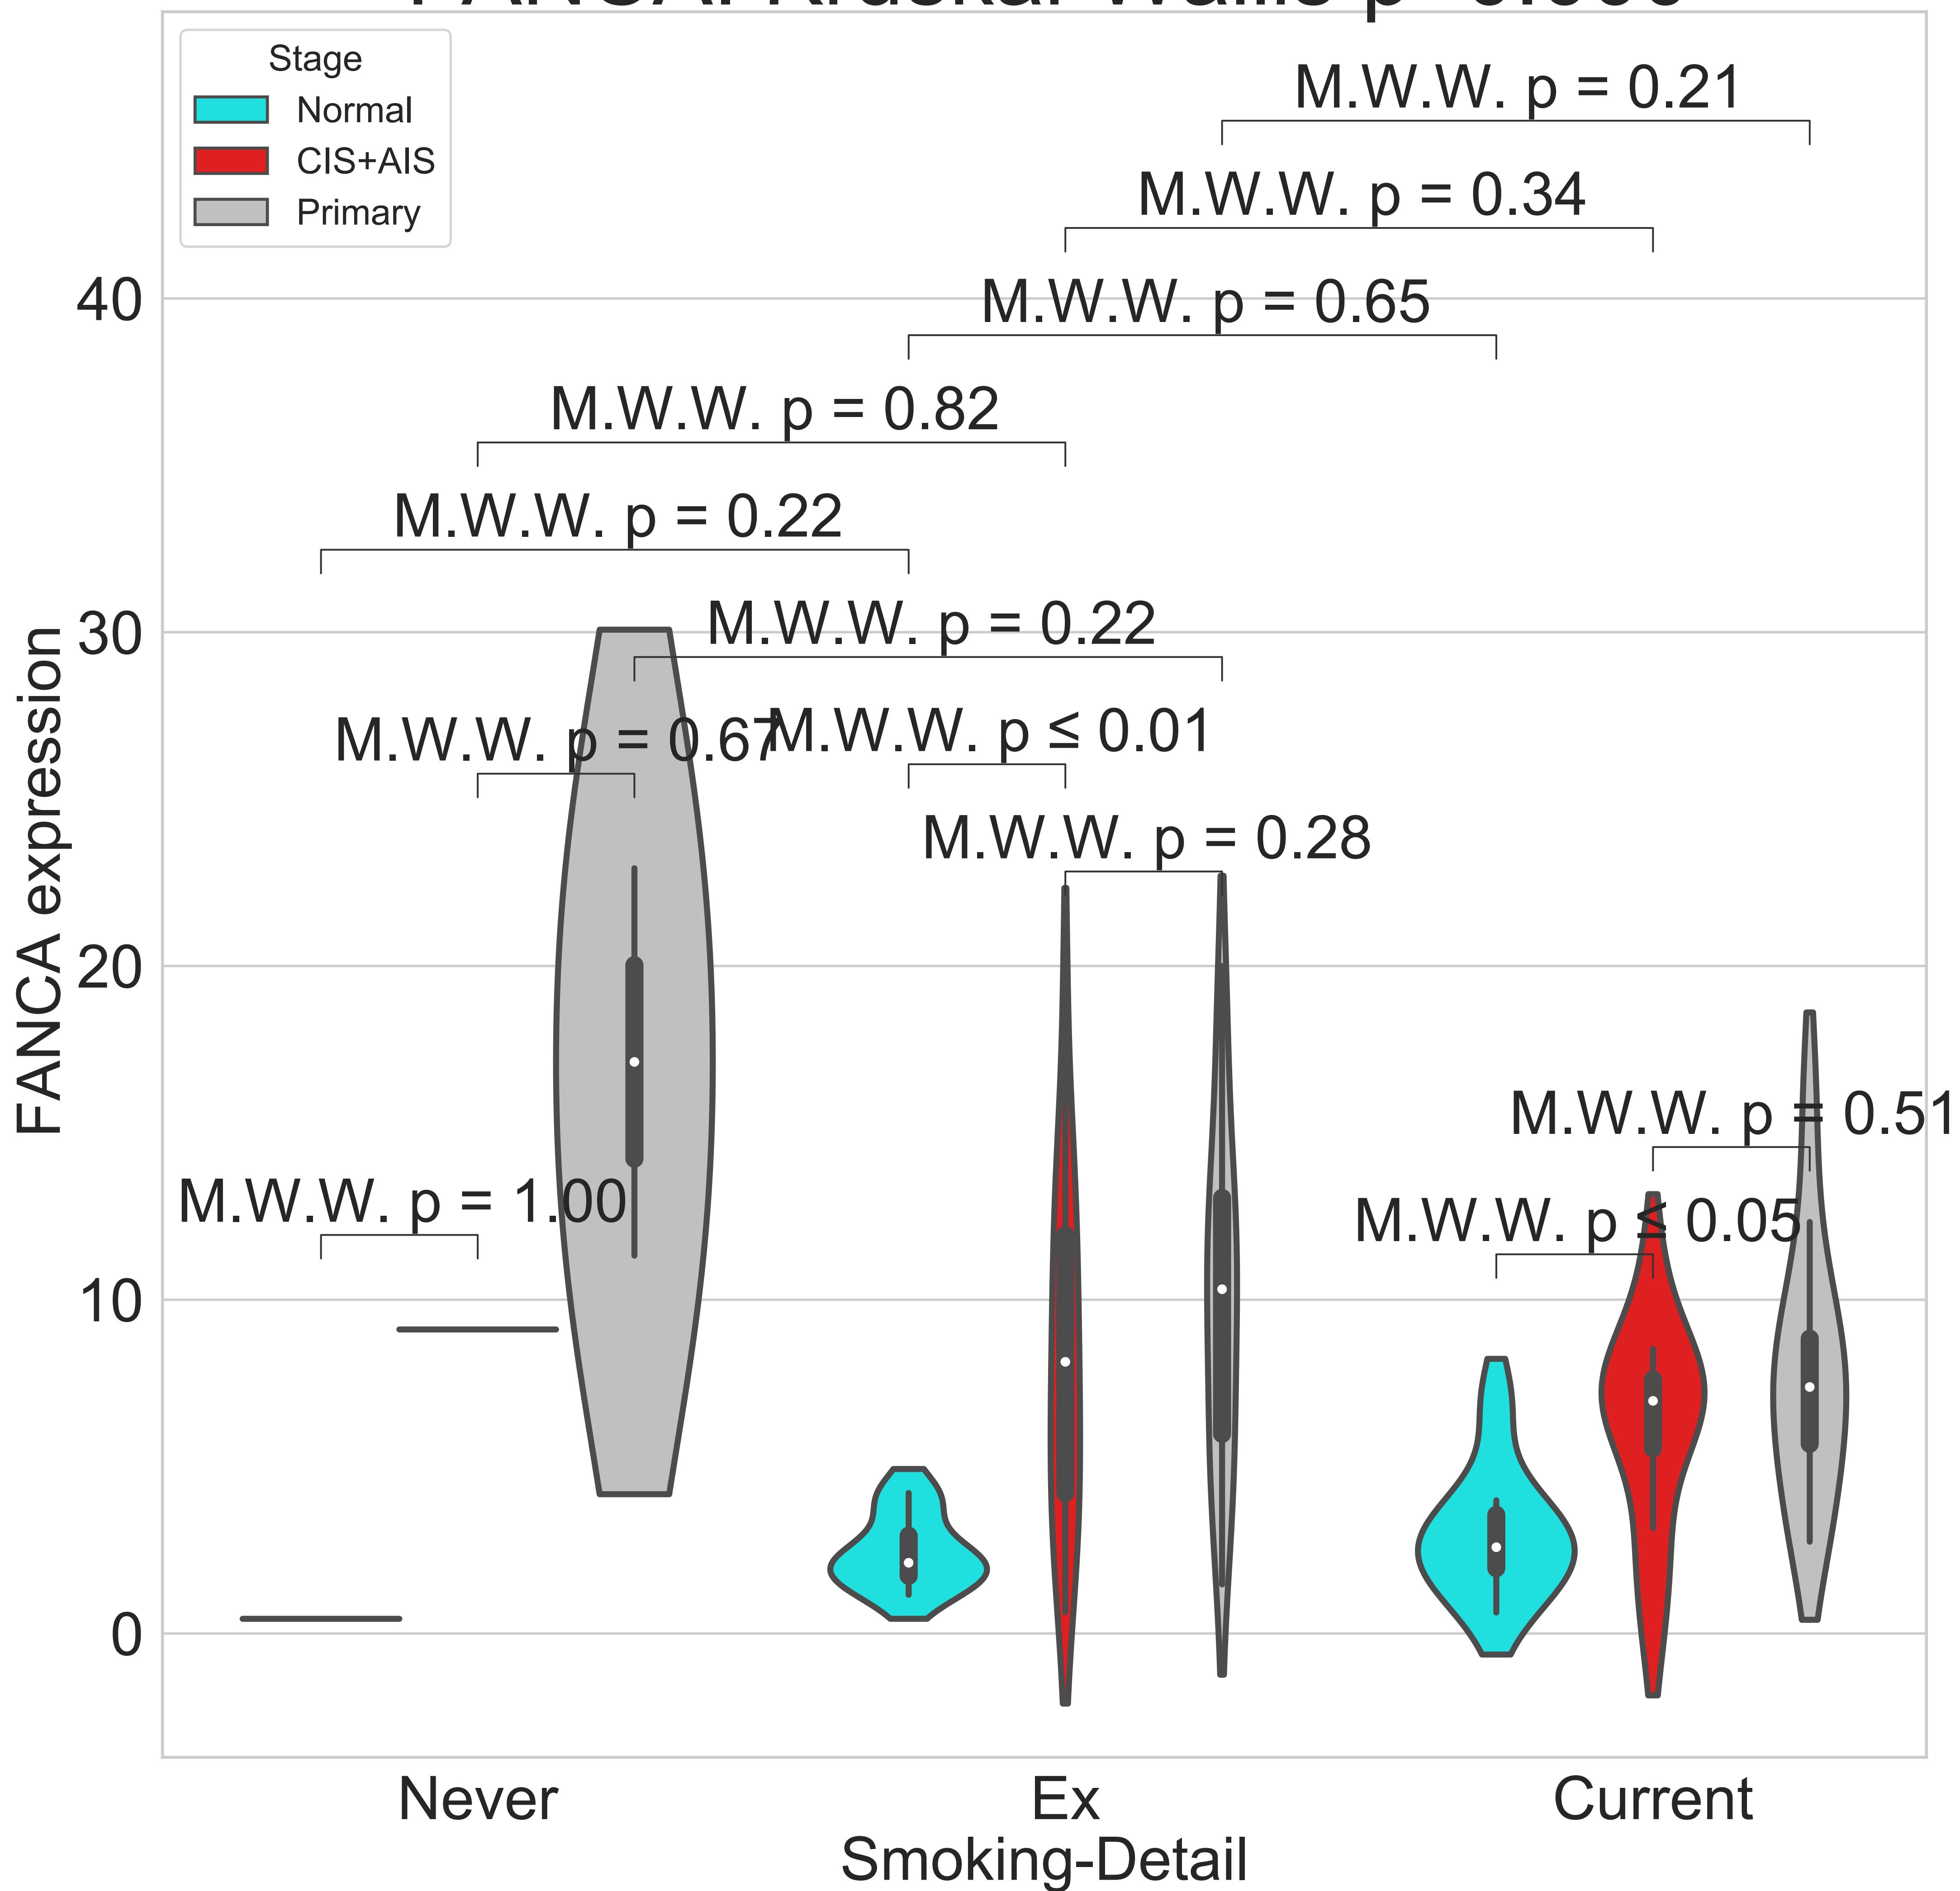 Stage
Normal
CIS+AIS
Primary
M.W.W. p = 0.21
M.W.W. p = 0.34
40
M.W.W. p = 0.65
M.W.W. p = 0.82
M.W.W. p = 0.22
30
M.W.W. p = 0.22
M.W.W. p = 0.67
M.W.W. p ≤ 0.01
M.W.W. p = 0.28
FANCA expression
20
M.W.W. p = 0.51
M.W.W. p = 1.00
M.W.W. p ≤ 0.05
10
0
Never
Ex
Current
Smoking-Detail